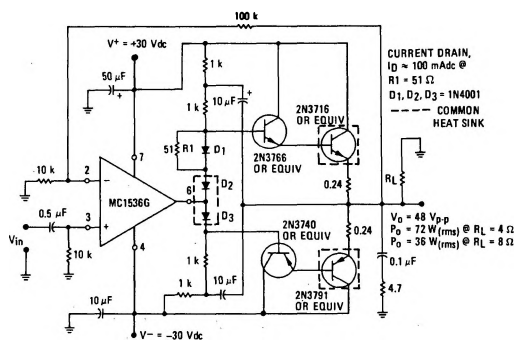 100 k
V+ = +30 Vdc
CURRENT DRAIN,
ID ≈ 100 mAdc @
R1 = 51 Ω
D1, D2, D3 = 1N4001
----- COMMON
HEAT SINK
50 µF
+
1 k
1 k
10 µF
+
2N3716
OR EQUIV
2N3766
OR EQUIV
51
R1
D1
10 k
2
−
7
MC1536G
6
D2
D3
0.24
RL
0.5 µF
3
+
4
Vin
10 k
2N3740
OR EQUIV
0.24
Vo = 48 Vp-p
Po = 72 W(rms) @ RL = 4 Ω
Po = 36 W(rms) @ RL = 8 Ω
0.1 µF
1 k
1 k
10 µF
+
10 µF
2N3791
OR EQUIV
4.7
V− = −30 Vdc